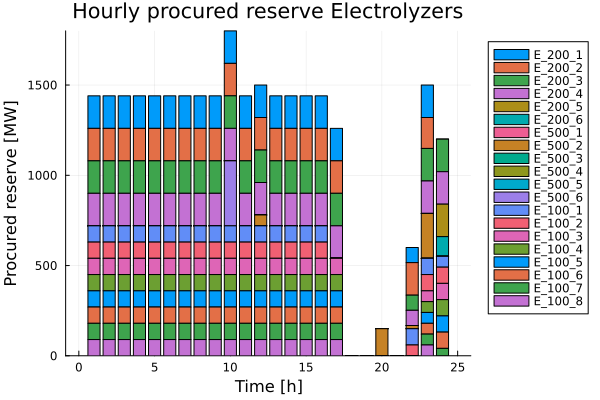 Hourly procured reserve Electrolyzers
Procured reserve [MW]
1500
1000
500
0
0
5
10
15
20
25
Time [h]
E_200_1
E_200_2
E_200_3
E_200_4
E_200_5
E_200_6
E_500_1
E_500_2
E_500_3
E_500_4
E_500_5
E_500_6
E_100_1
E_100_2
E_100_3
E_100_4
E_100_5
E_100_6
E_100_7
E_100_8